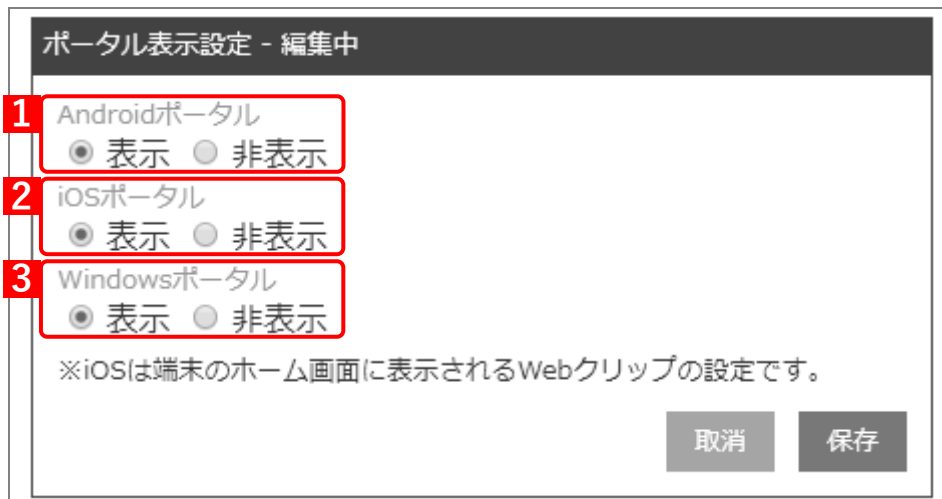 ポータル表示設定 - 編集中
1 Androidポータル
表示 非表示
2 iOSポータル
表示 非表示
3 Windowsポータル
表示 非表示
※iOSは端末のホーム画面に表示されるWebクリップの設定です。
取消 保存